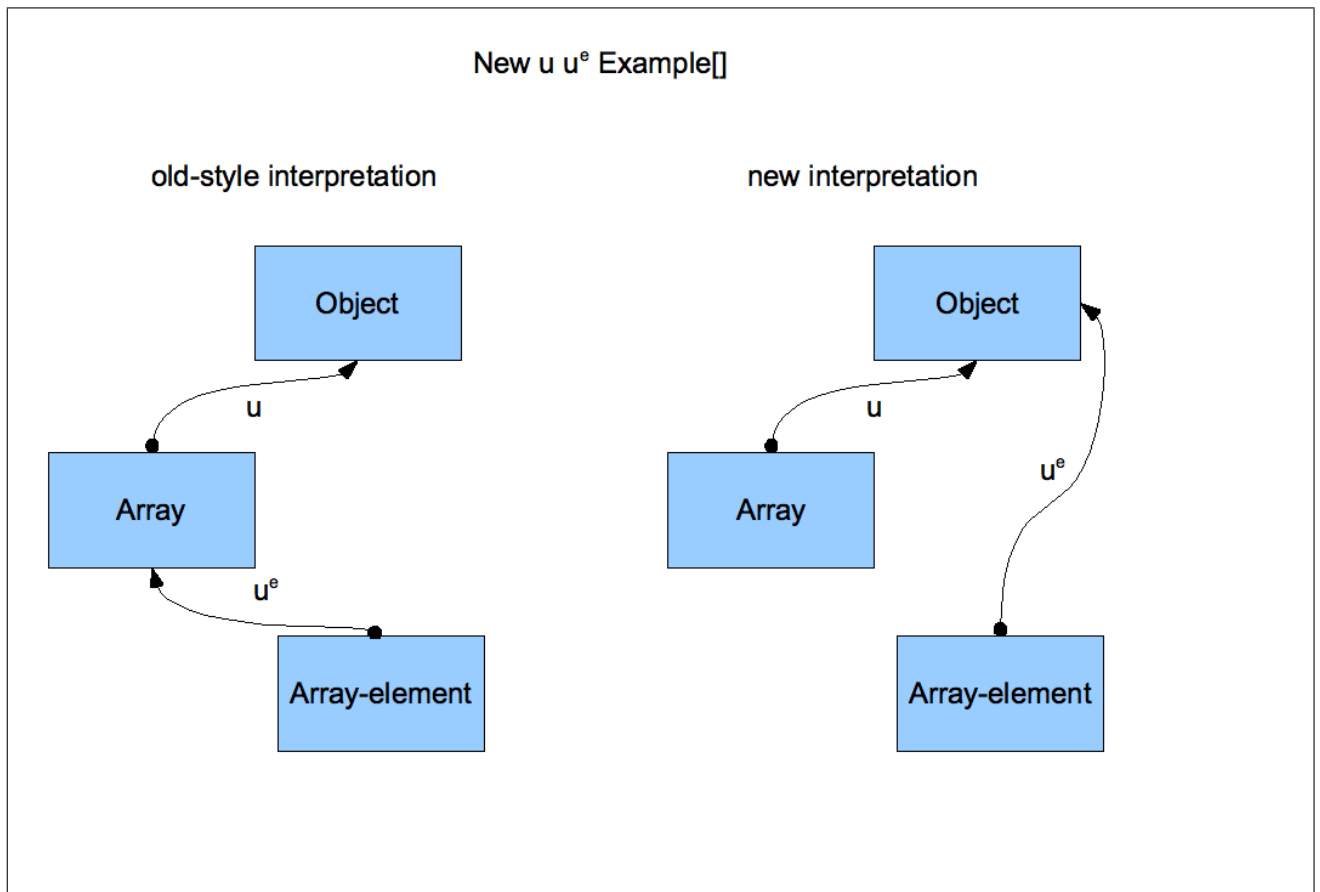 New u uᵉ Example[]
old-style interpretation
new interpretation
Object
u
Array
uᵉ
Array-element
Object
u
Array
uᵉ
Array-element